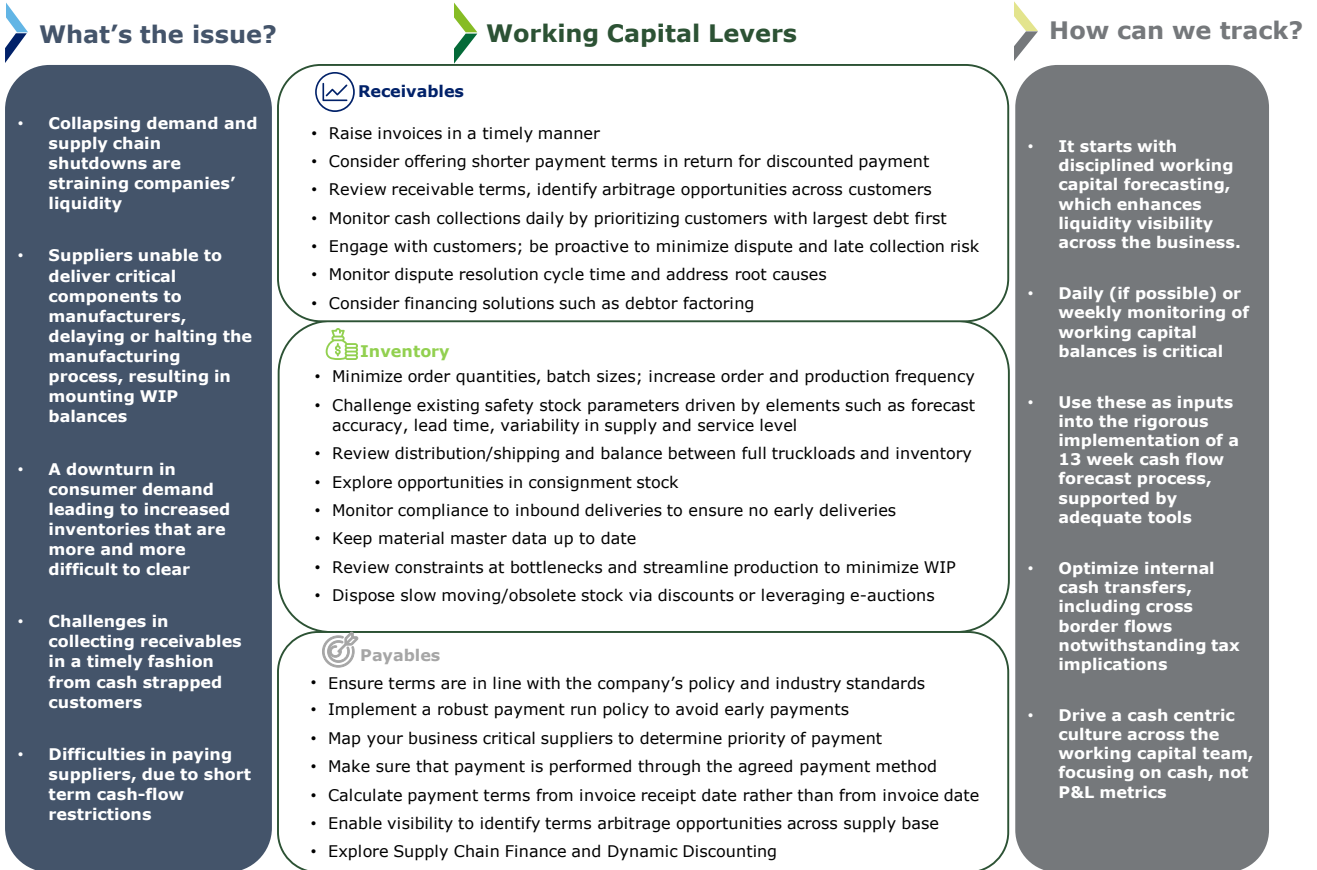 What's the issue?
• Collapsing demand and
supply chain
shutdowns are
straining companies'
liquidity
• Suppliers unable to
deliver critical
components to
manufacturers,
delaying or halting the
manufacturing
process, resulting in
mounting WIP
balances
• A downturn in
consumer demand
leading to increased
inventories that are
more and more
difficult to clear
• Challenges in
collecting receivables
in a timely fashion
from cash strapped
customers
• Difficulties in paying
suppliers, due to short
term cash-flow
restrictions
Working Capital Levers
Receivables
• Raise invoices in a timely manner
• Consider offering shorter payment terms in return for discounted payment
• Review receivable terms, identify arbitrage opportunities across customers
• Monitor cash collections daily by prioritizing customers with largest debt first
• Engage with customers; be proactive to minimize dispute and late collection risk
• Monitor dispute resolution cycle time and address root causes
• Consider financing solutions such as debtor factoring
Inventory
• Minimize order quantities, batch sizes; increase order and production frequency
• Challenge existing safety stock parameters driven by elements such as forecast
accuracy, lead time, variability in supply and service level
• Review distribution/shipping and balance between full truckloads and inventory
• Explore opportunities in consignment stock
• Monitor compliance to inbound deliveries to ensure no early deliveries
• Keep material master data up to date
• Review constraints at bottlenecks and streamline production to minimize WIP
• Dispose slow moving/obsolete stock via discounts or leveraging e-auctions
Payables
• Ensure terms are in line with the company's policy and industry standards
• Implement a robust payment run policy to avoid early payments
• Map your business critical suppliers to determine priority of payment
• Make sure that payment is performed through the agreed payment method
• Calculate payment terms from invoice receipt date rather than from invoice date
• Enable visibility to identify terms arbitrage opportunities across supply base
• Explore Supply Chain Finance and Dynamic Discounting
How can we track?
• It starts with
disciplined working
capital forecasting,
which enhances
liquidity visibility
across the business.
• Daily (if possible) or
weekly monitoring of
working capital
balances is critical
• Use these as inputs
into the rigorous
implementation of a
13 week cash flow
forecast process,
supported by
adequate tools
• Optimize internal
cash transfers,
including cross
border flows
notwithstanding tax
implications
• Drive a cash centric
culture across the
working capital team,
focusing on cash, not
P&L metrics